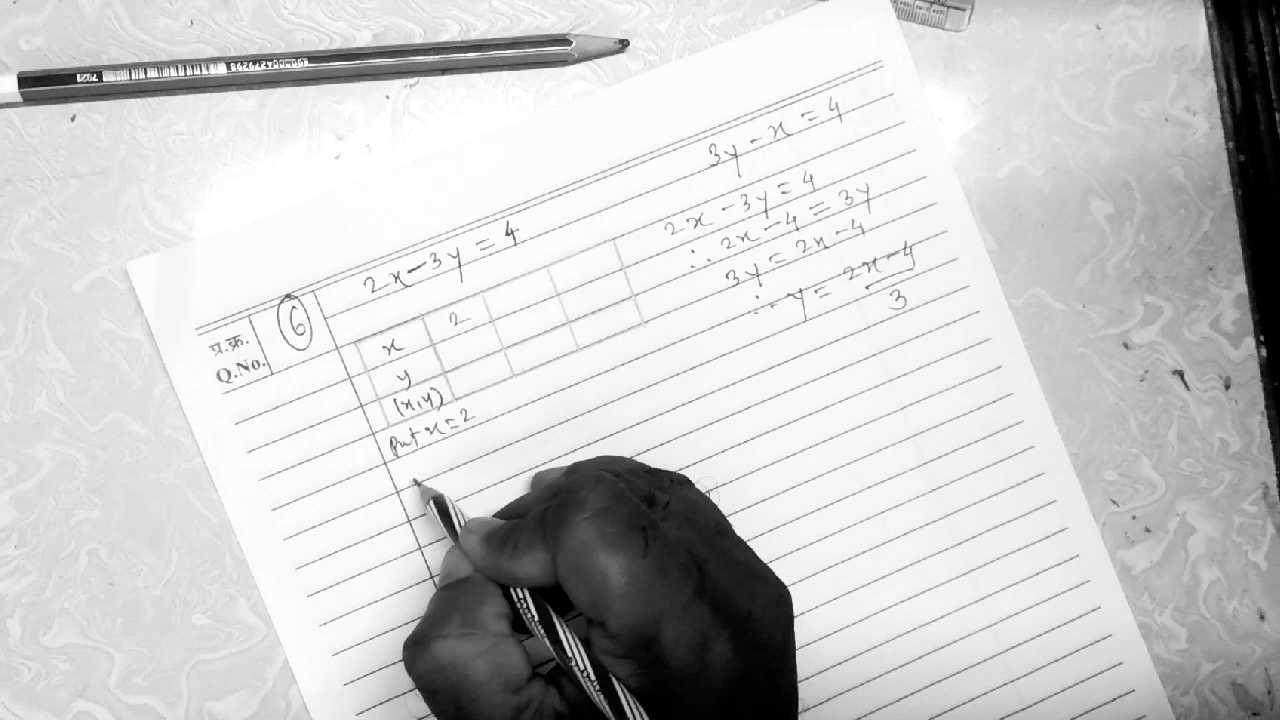 3y - x = 4
2x - 3y = 4
प्र.क्र.
Q.No.
6
x 2
y
(x,y)
Put x = 2
2x - 3y = 4
∴ 2x - 4 = 3y
3y = 2x - 4
∴ y = 2x - 4 / 3
7029